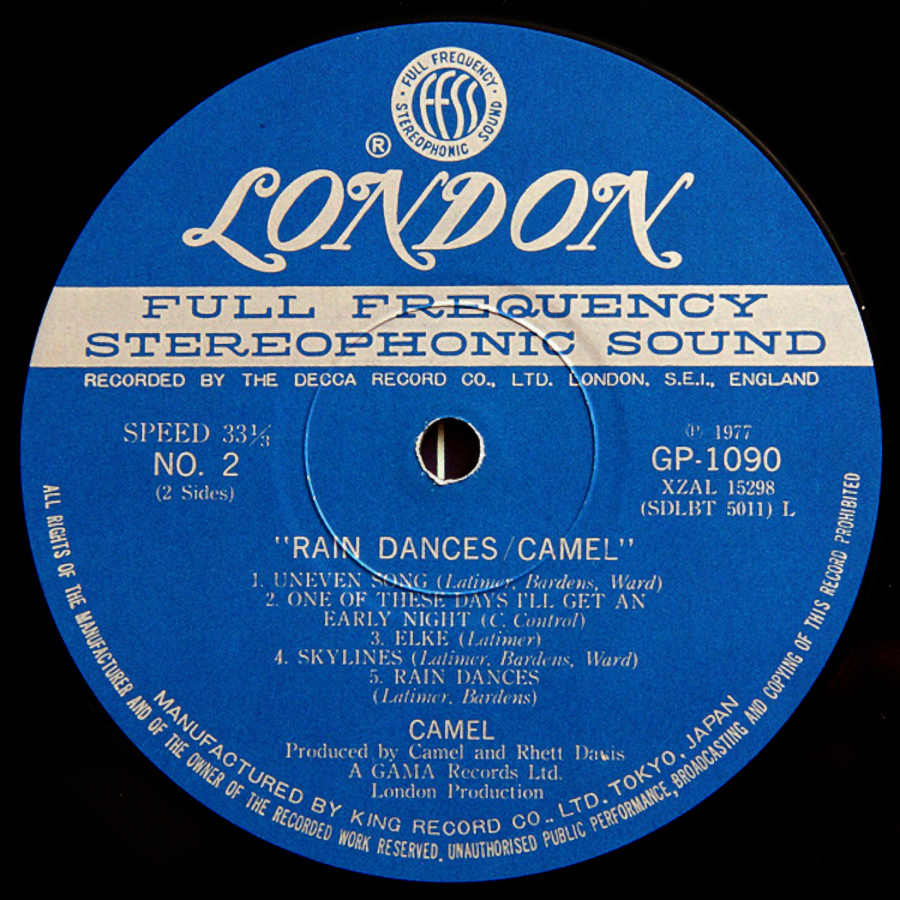 · FULL FREQUENCY ·
FFSS
STEREOPHONIC SOUND
®
LONDON
FULL FREQUENCY
STEREOPHONIC SOUND
RECORDED BY THE DECCA RECORD CO., LTD. LONDON, S.E.I., ENGLAND
SPEED 33⅓
NO. 2
(2 Sides)
Ⓟ 1977
GP-1090
XZAL 15298
(SDLBT 5011) L
"RAIN DANCES/CAMEL"
1. UNEVEN SONG (Latimer, Bardens, Ward)
2. ONE OF THESE DAYS I'LL GET AN
EARLY NIGHT (C. Control)
3. ELKE (Latimer)
4. SKYLINES (Latimer, Bardens, Ward)
5. RAIN DANCES
(Latimer, Bardens)
CAMEL
Produced by Camel and Rhett Davis
A GAMA Records Ltd.
London Production
MANUFACTURED BY KING RECORD CO., LTD. TOKYO, JAPAN
ALL RIGHTS OF THE MANUFACTURER AND OF THE OWNER OF THE RECORDED WORK RESERVED. UNAUTHORISED PUBLIC PERFORMANCE, BROADCASTING AND COPYING OF THIS RECORD PROHIBITED